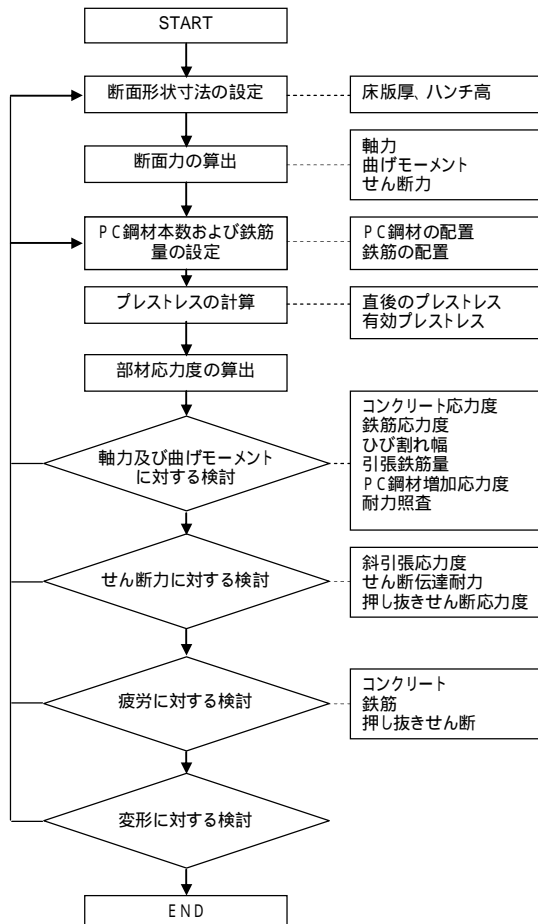 START
断面形状寸法の設定
床版厚、ハンチ高
断面力の算出
軸力
曲げモーメント
せん断力
PC鋼材本数および鉄筋
量の設定
PC鋼材の配置
鉄筋の配置
プレストレスの計算
直後のプレストレス
有効プレストレス
部材応力度の算出
軸力及び曲げモーメント
に対する検討
コンクリート応力度
鉄筋応力度
ひび割れ幅
引張鉄筋量
PC鋼材増加応力度
耐力照査
せん断力に対する検討
斜引張応力度
せん断伝達耐力
押し抜きせん断応力度
疲労に対する検討
コンクリート
鉄筋
押し抜きせん断
変形に対する検討
END